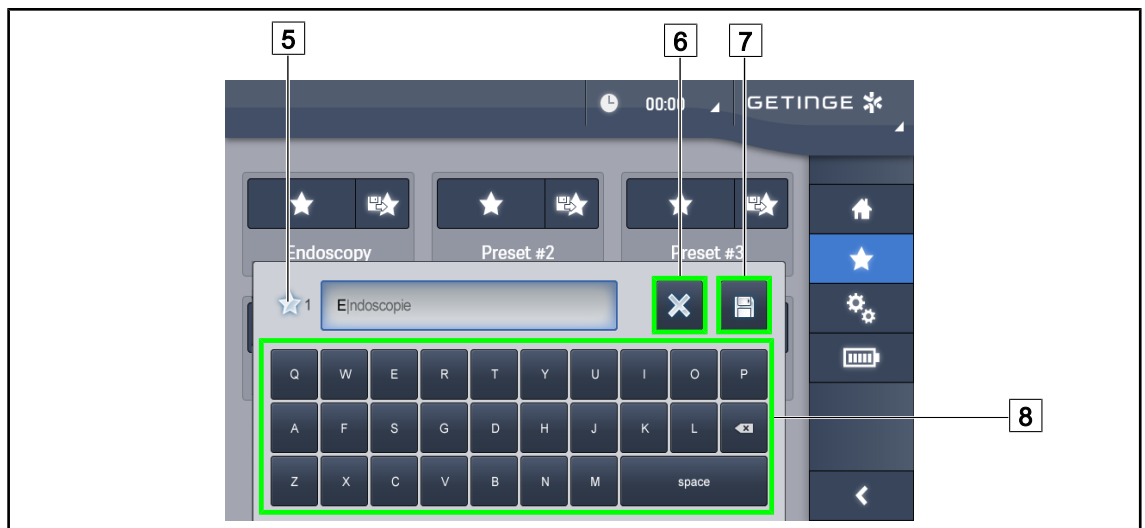 5 6 7
00:00 GETINGE
Endoscopy Preset #2 Preset #3
1 E|ndoscopie
Q W E R T Y U I O P
A F S G D H J K L
8
Z X C V B N M space